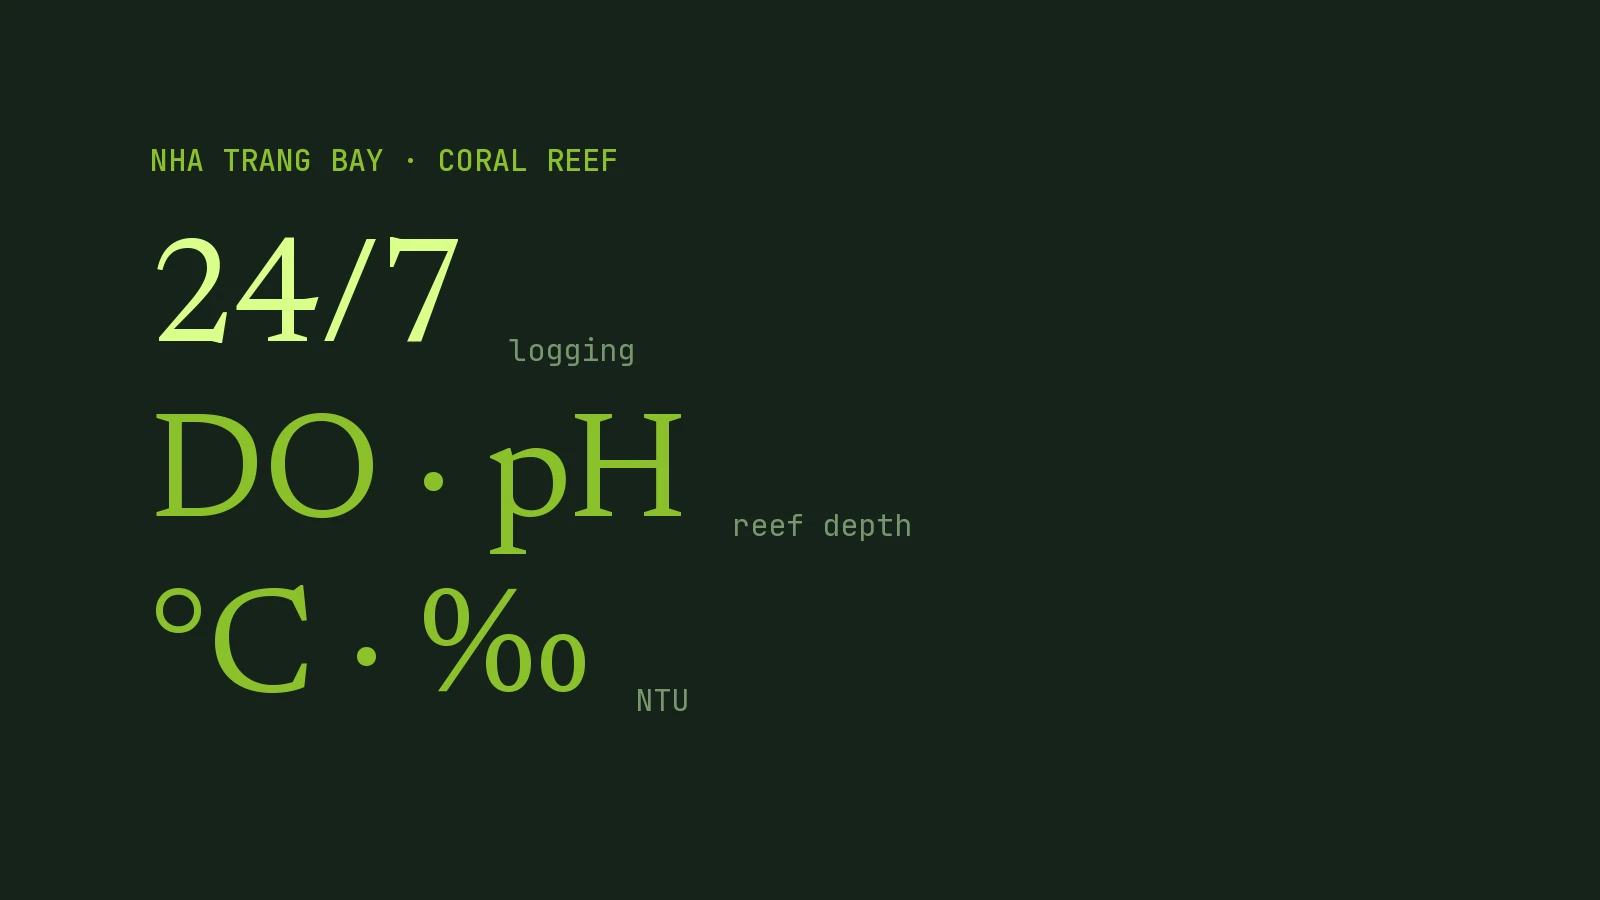 NHA TRANG BAY · CORAL REEF
24/7 logging
DO · pH reef depth
°C · ‰ NTU